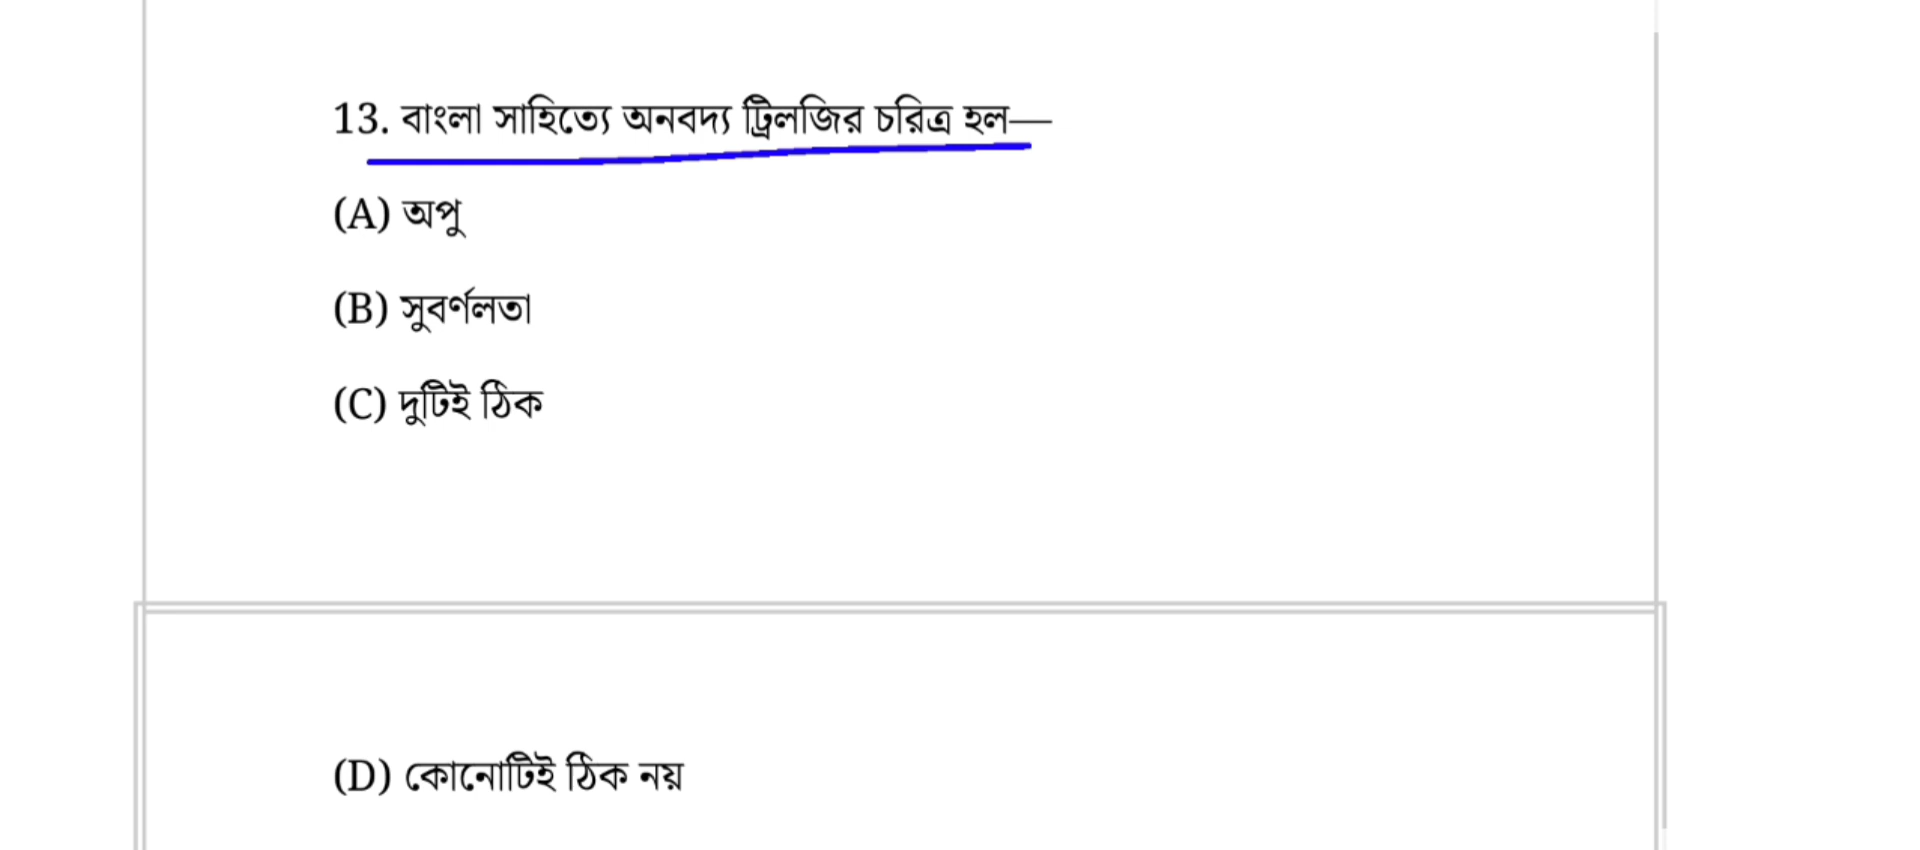 13. বাংলা সাহিত্যে অনবদ্য ট্রিলজির চরিত্র হল—
(A) অপু
(B) সুবর্ণলতা
(C) দুটিই ঠিক
(D) কোনোটিই ঠিক নয়